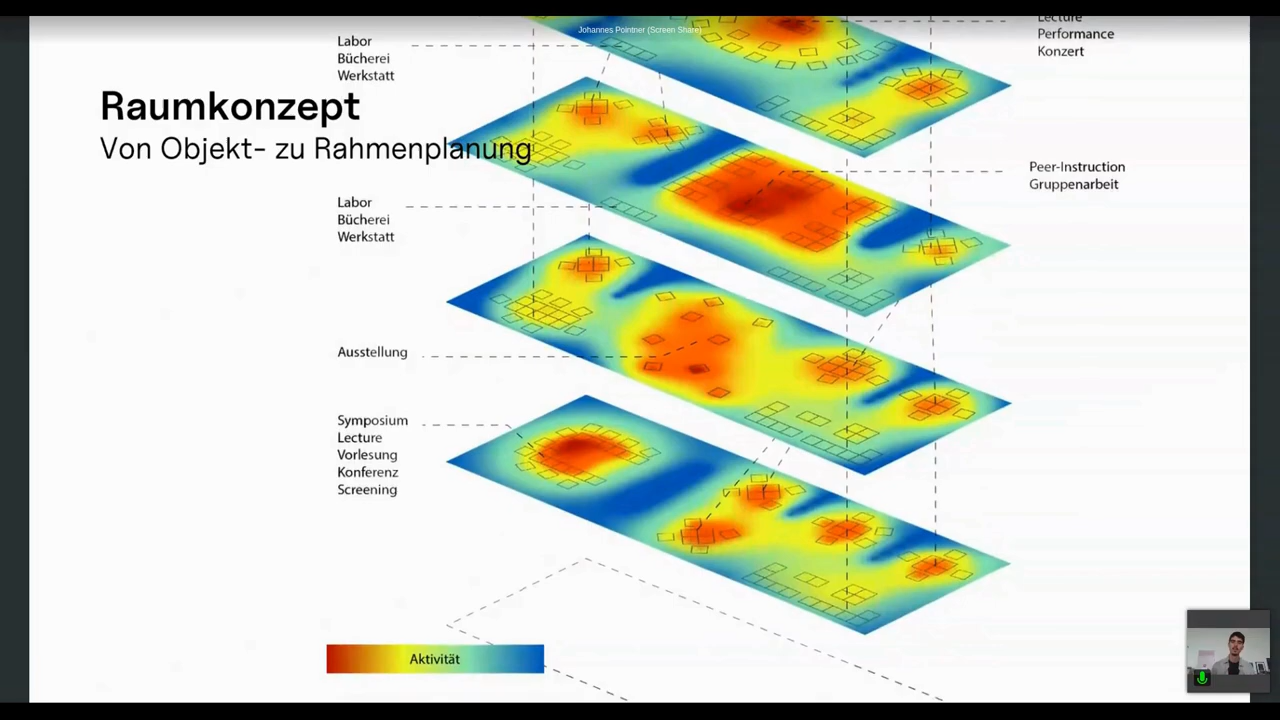 Johannes Pointner (Screen Share)
Lecture
Performance
Konzert
Labor
Bücherei
Werkstatt
Raumkonzept
Von Objekt- zu Rahmenplanung
Peer-Instruction
Gruppenarbeit
Labor
Bücherei
Werkstatt
Ausstellung
Symposium
Lecture
Vorlesung
Konferenz
Screening
Aktivität